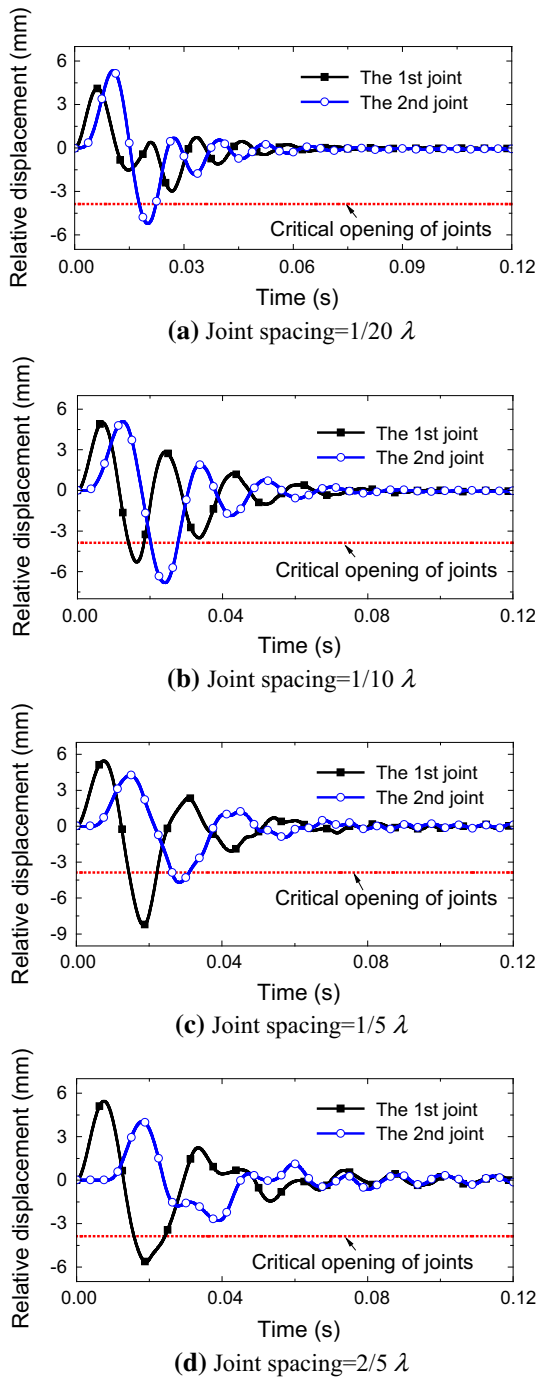 Relative displacement (mm)
6
3
0
-3
-6
The 1st joint
The 2nd joint
Critical opening of joints
0.00 0.03 0.06 0.09 0.12
Time (s)
(a) Joint spacing=1/20 λ
Relative displacement (mm)
6
3
0
-3
-6
The 1st joint
The 2nd joint
Critical opening of joints
0.00 0.04 0.08 0.12
Time (s)
(b) Joint spacing=1/10 λ
Relative displacement (mm)
6
3
0
-3
-6
-9
The 1st joint
The 2nd joint
Critical opening of joints
0.00 0.04 0.08 0.12
Time (s)
(c) Joint spacing=1/5 λ
Relative displacement (mm)
6
3
0
-3
-6
The 1st joint
The 2nd joint
Critical opening of joints
0.00 0.04 0.08 0.12
Time (s)
(d) Joint spacing=2/5 λ